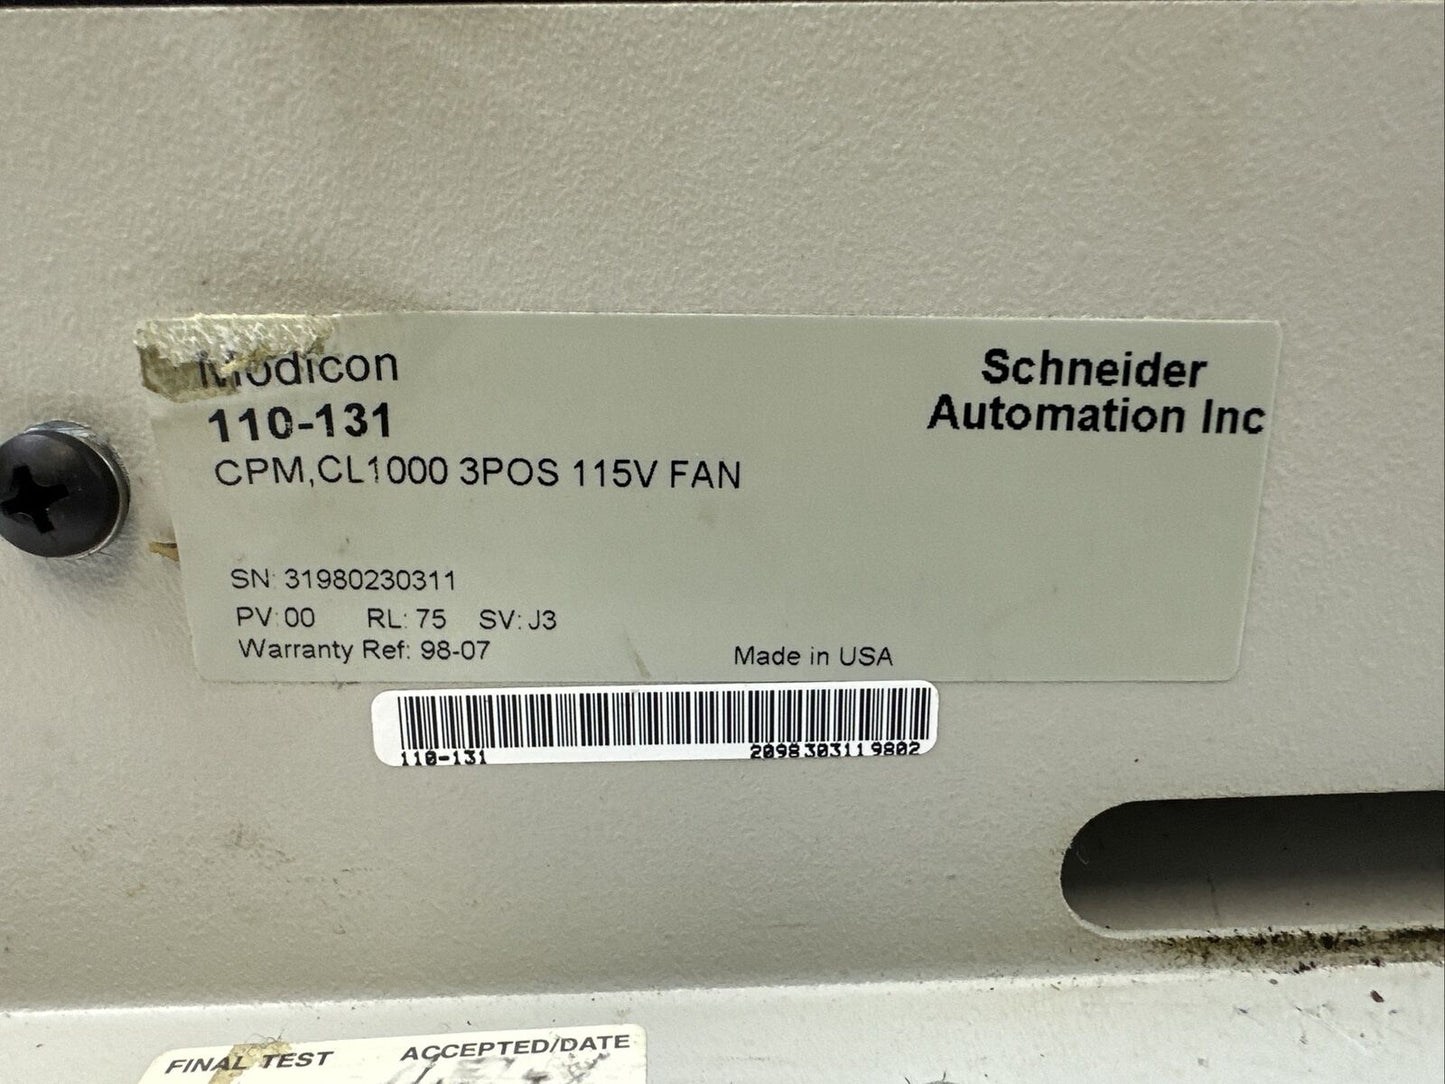 Modicon
110-131
CPM,CL1000 3POS 115V FAN
Schneider
Automation Inc
SN: 31980230311
PV:00 RL: 75 SV: J3
Warranty Ref: 98-07
Made in USA
110-131 2098303119802
FINAL TEST ACCEPTED/DATE